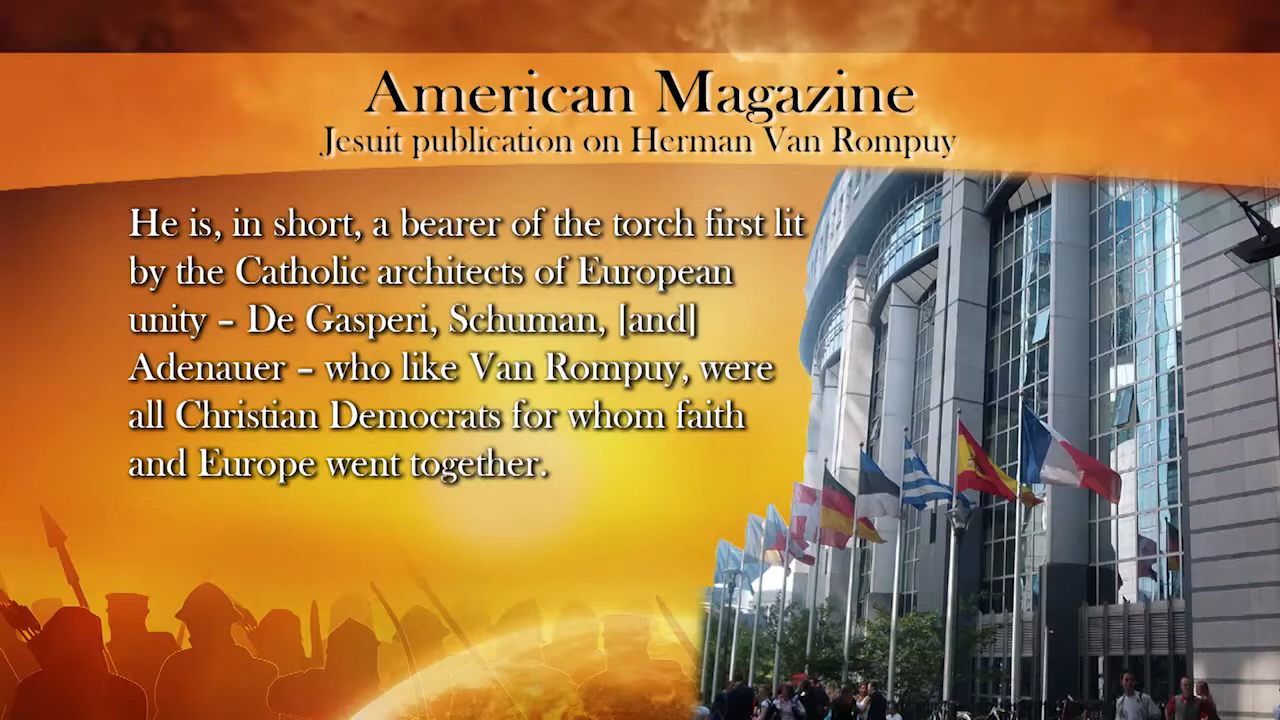 American Magazine
Jesuit publication on Herman Van Rompuy
He is, in short, a bearer of the torch first lit
by the Catholic architects of European
unity – De Gasperi, Schuman, [and]
Adenauer – who like Van Rompuy, were
all Christian Democrats for whom faith
and Europe went together.